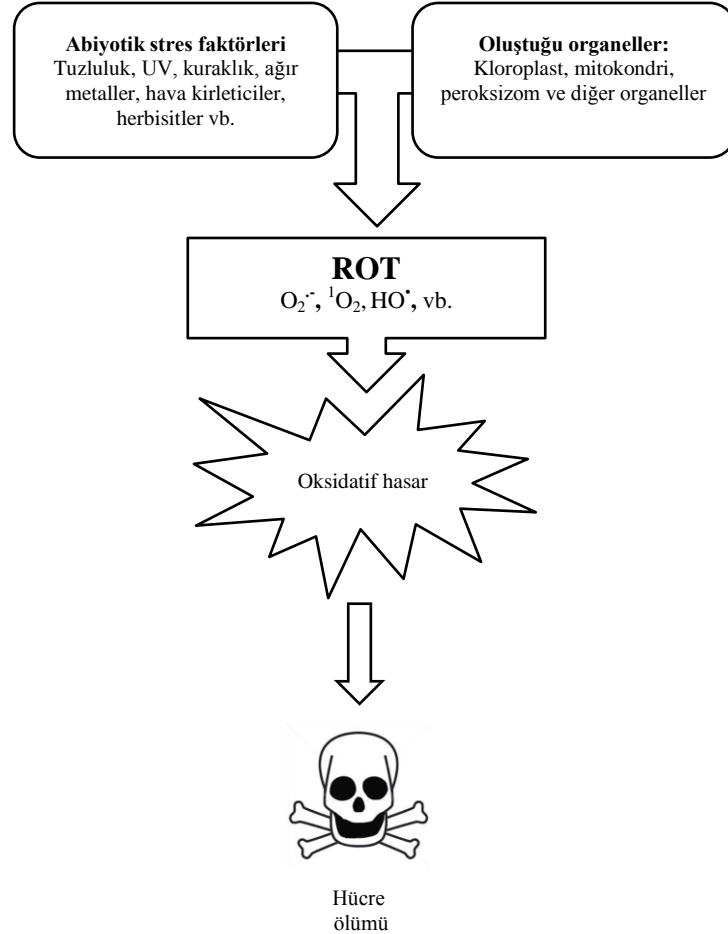 Abiyotik stres faktörleri
Tuzluluk, UV, kuraklık, ağır
metaller, hava kirleticiler,
herbisitler vb.
Oluştuğu organeller:
Kloroplast, mitokondri,
peroksizom ve diğer organeller
ROT
O₂·⁻, ¹O₂, HO•, vb.
Oksidatif hasar
Hücre
ölümü